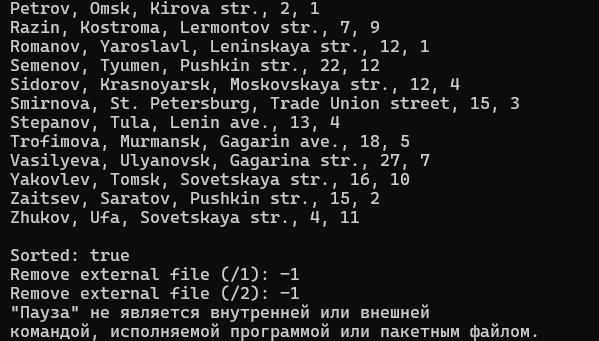 Petrov, Omsk, Kirova str., 2, 1
Razin, Kostroma, Lermontov str., 7, 9
Romanov, Yaroslavl, Leninskaya str., 12, 1
Semenov, Tyumen, Pushkin str., 22, 12
Sidorov, Krasnoyarsk, Moskovskaya str., 12, 4
Smirnova, St. Petersburg, Trade Union street, 15, 3
Stepanov, Tula, Lenin ave., 13, 4
Trofimova, Murmansk, Gagarin ave., 18, 5
Vasilyeva, Ulyanovsk, Gagarina str., 27, 7
Yakovlev, Tomsk, Sovetskaya str., 16, 10
Zaitsev, Saratov, Pushkin str., 15, 2
Zhukov, Ufa, Sovetskaya str., 4, 11
Sorted: true
Remove external file (/1): -1
Remove external file (/2): -1
"Пауза" не является внутренней или внешней
командой, исполняемой программой или пакетным файлом.